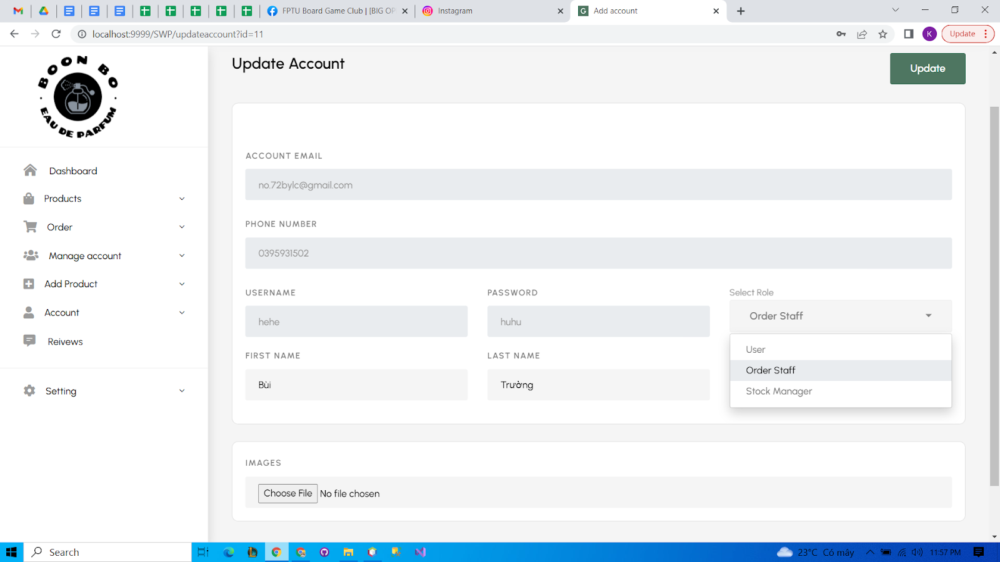 FPTU Board Game Club | [BIG OP
Instagram
Add account
localhost:9999/SWP/updateaccount?id=11
K
Update
BOON BO
EAU DE PARFUM
Update Account
Update
Dashboard
Products
Order
Manage account
Add Product
Account
Reivews
Setting
ACCOUNT EMAIL
no.72bylc@gmail.com
PHONE NUMBER
0395931502
USERNAME
PASSWORD
Select Role
hehe
huhu
Order Staff
User
Order Staff
Stock Manager
FIRST NAME
LAST NAME
Bùi
Trường
IMAGES
Choose File No file chosen
Search
23°C Có mây
11:57 PM